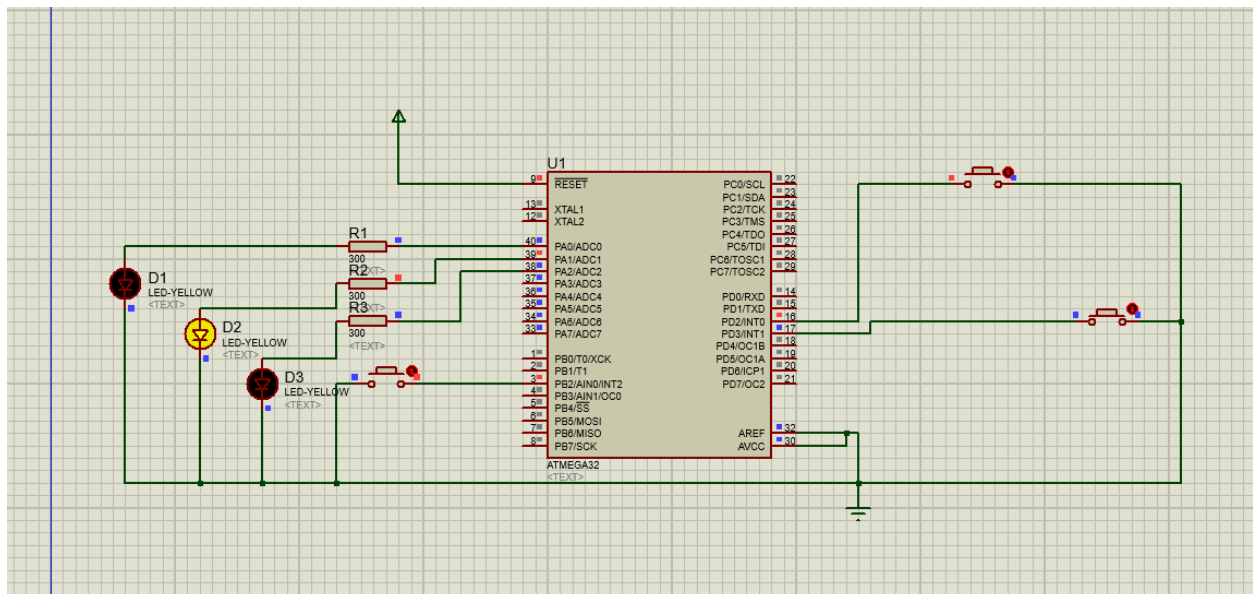 U1
9
RESET
PC0/SCL
22
PC1/SDA
23
13
XTAL1
PC2/TCK
24
12
XTAL2
PC3/TMS
25
PC4/TDO
26
R1
40
PA0/ADC0
PC5/TDI
27
300
39
PA1/ADC1
PC6/TOSC1
28
<TEXT>
R2
38
PA2/ADC2
PC7/TOSC2
29
D1
37
PA3/ADC3
LED-YELLOW
300
36
PA4/ADC4
PD0/RXD
14
<TEXT>
<TEXT>
R3
35
PA5/ADC5
PD1/TXD
15
34
PA6/ADC6
PD2/INT0
16
D2
300
33
PA7/ADC7
PD3/INT1
17
LED-YELLOW
<TEXT>
PD4/OC1B
18
<TEXT>
1
PB0/T0/XCK
PD5/OC1A
19
2
PB1/T1
PD6/ICP1
20
D3
3
PB2/AIN0/INT2
PD7/OC2
21
LED-YELLOW
4
PB3/AIN1/OC0
<TEXT>
5
PB4/SS
6
PB5/MOSI
7
PB6/MISO
AREF
32
8
PB7/SCK
AVCC
30
ATMEGA32
<TEXT>